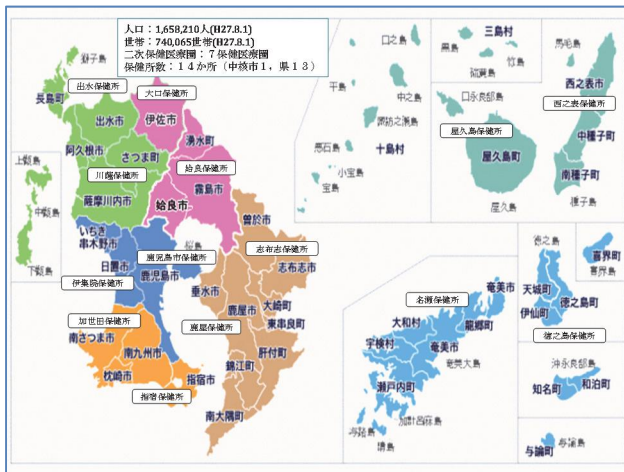 人口：1,658,210人(H27.8.1)
世帯：740,065世帯(H27.8.1)
二次保健医療圏：7保健医療圏
保健所数：14か所（中核市1，県13）
獅子島
長島町
出水保健所
大口保健所
出水市
伊佐市
阿久根市
さつま町
湧水町
川薩保健所
姶良保健所
薩摩川内市
霧島市
姶良市
上甑島
中甑島
下甑島
いちき
串木野市
桜島
曽於市
日置市
鹿児島市保健所
志布志保健所
鹿児島市
志布志市
伊集院保健所
垂水市
鹿屋市
大崎町
加世田保健所
鹿屋保健所
東串良町
南さつま市
南九州市
肝付町
枕崎市
指宿市
錦江町
指宿保健所
南大隅町
口之島
平島
中之島
諏訪之瀬島
悪石島
十島村
小宝島
宝島
三島村
黒島
竹島
硫黄島
口永良部島
屋久島保健所
屋久島町
屋久島
馬毛島
西之表市
西之表保健所
中種子町
南種子町
種子島
名瀬保健所
奄美市
大和村
龍郷町
宇検村
奄美市
奄美大島
瀬戸内町
加計呂麻島
与路島
請島
徳之島
天城町
徳之島町
伊仙町
徳之島保健所
喜界町
喜界島
沖永良部島
知名町
和泊町
与論島
与論町